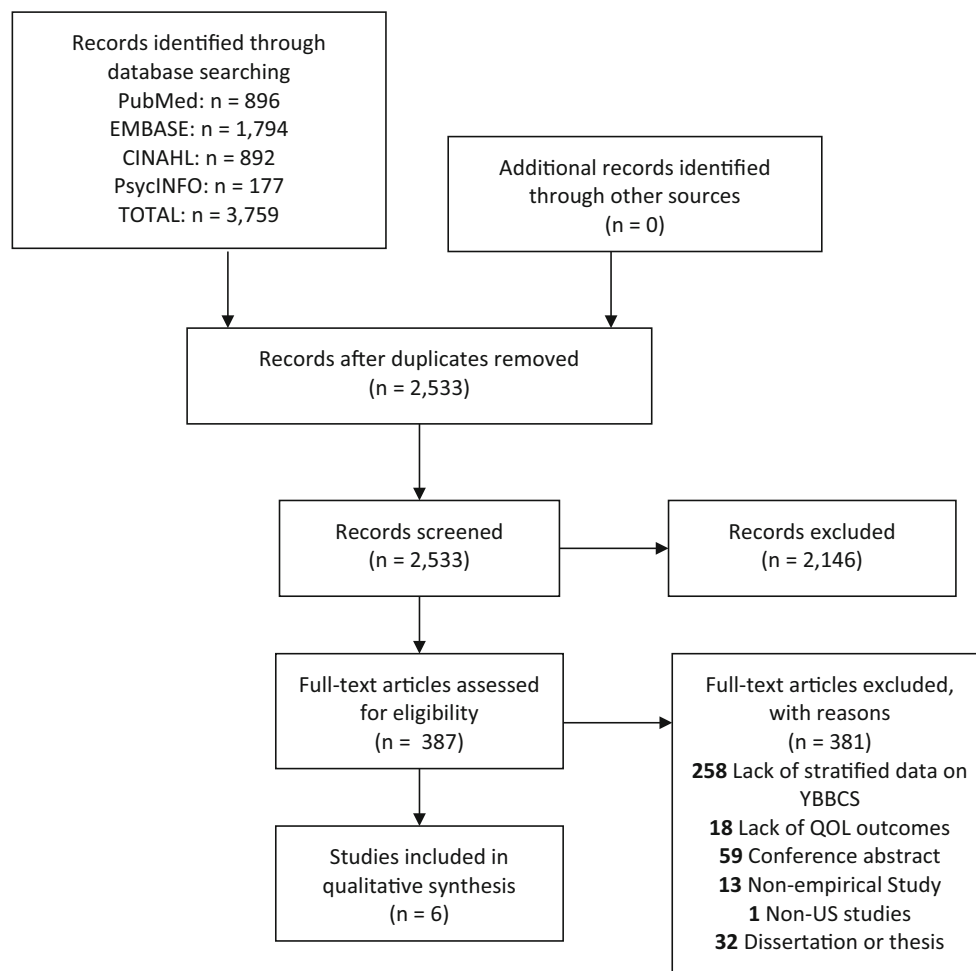 Records identified through
database searching
PubMed: n = 896
EMBASE: n = 1,794
CINAHL: n = 892
PsycINFO: n = 177
TOTAL: n = 3,759
Additional records identified
through other sources
(n = 0)
Records after duplicates removed
(n = 2,533)
Records screened
(n = 2,533)
Records excluded
(n = 2,146)
Full-text articles assessed
for eligibility
(n = 387)
Full-text articles excluded,
with reasons
(n = 381)
258 Lack of stratified data on
YBBCS
18 Lack of QOL outcomes
59 Conference abstract
13 Non-empirical Study
1 Non-US studies
32 Dissertation or thesis
Studies included in
qualitative synthesis
(n = 6)